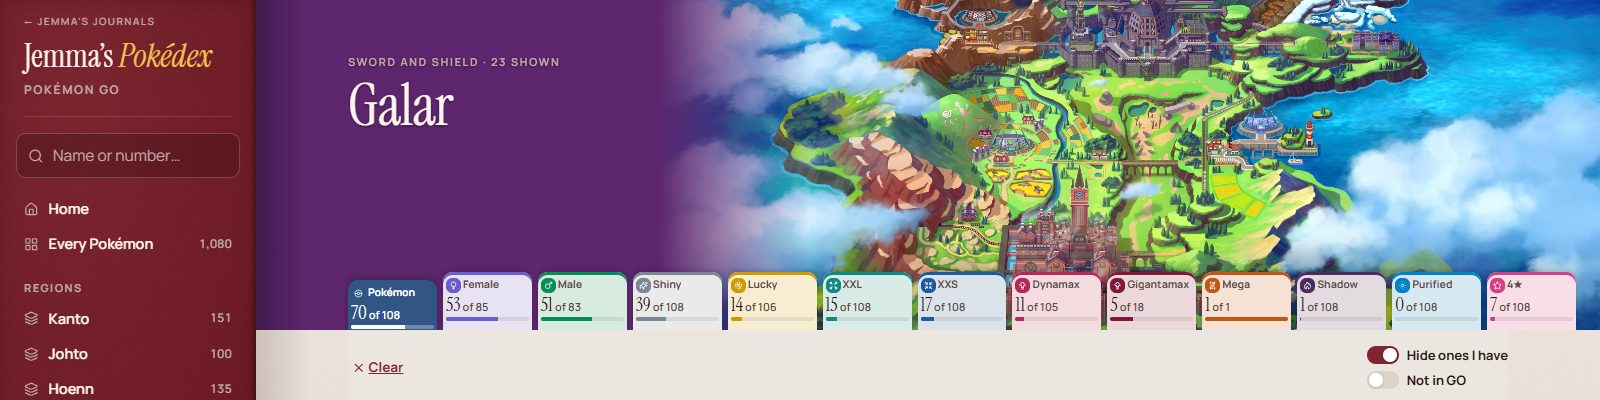 ← JEMMA'S JOURNALS
Jemma's Pokédex
POKÉMON GO
Name or number...
Home
Every Pokémon 1,080
REGIONS
Kanto 151
Johto 100
Hoenn 135
SWORD AND SHIELD · 23 SHOWN
Galar
Pokémon
70 of 108
Female
53 of 85
Male
51 of 83
Shiny
39 of 108
Lucky
14 of 106
XXL
15 of 108
XXS
17 of 108
Dynamax
11 of 105
Gigantamax
5 of 18
Mega
1 of 1
Shadow
1 of 108
Purified
0 of 108
4★
7 of 108
× Clear
Hide ones I have
Not in GO